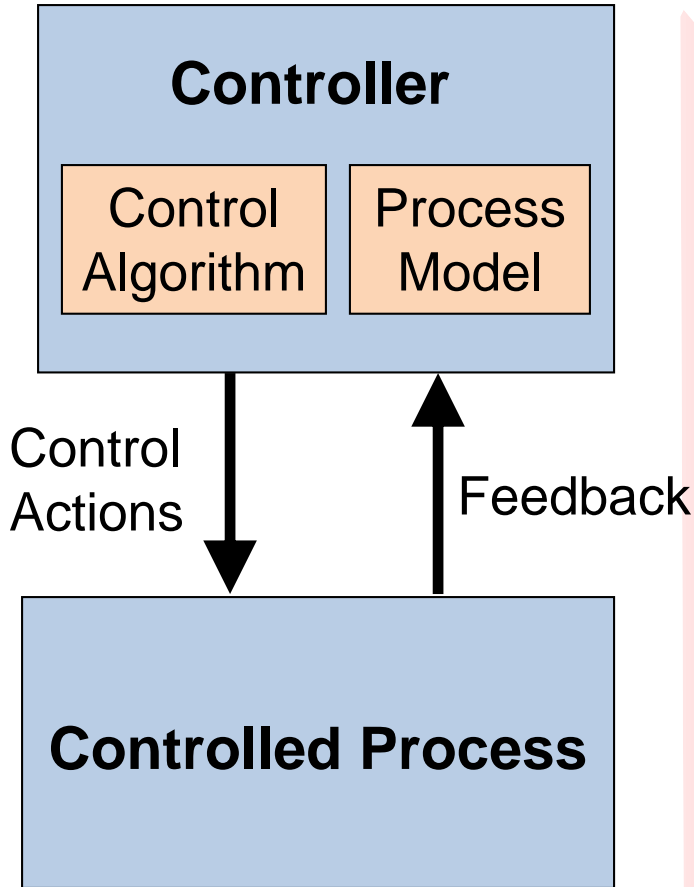 Controller
Control
Algorithm
Process
Model
Control
Actions
Feedback
Controlled Process